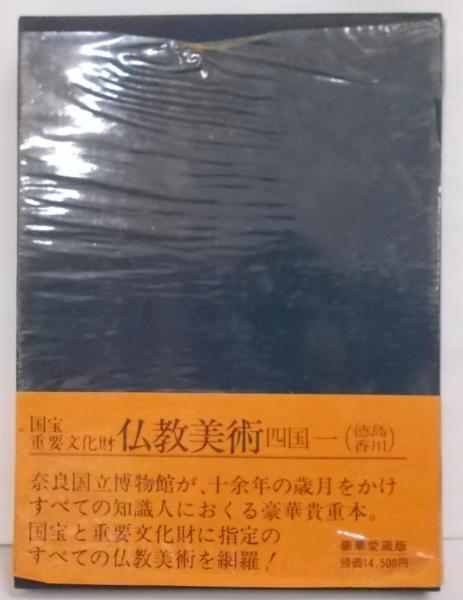 国宝
重要文化財
仏教美術 四国一(徳島 香川)
奈良国立博物館が、十余年の歳月をかけ
すべての知識人におくる豪華貴重本。
国宝と重要文化財に指定の
すべての仏教美術を網羅!
豪華愛蔵版
頒価14,500円